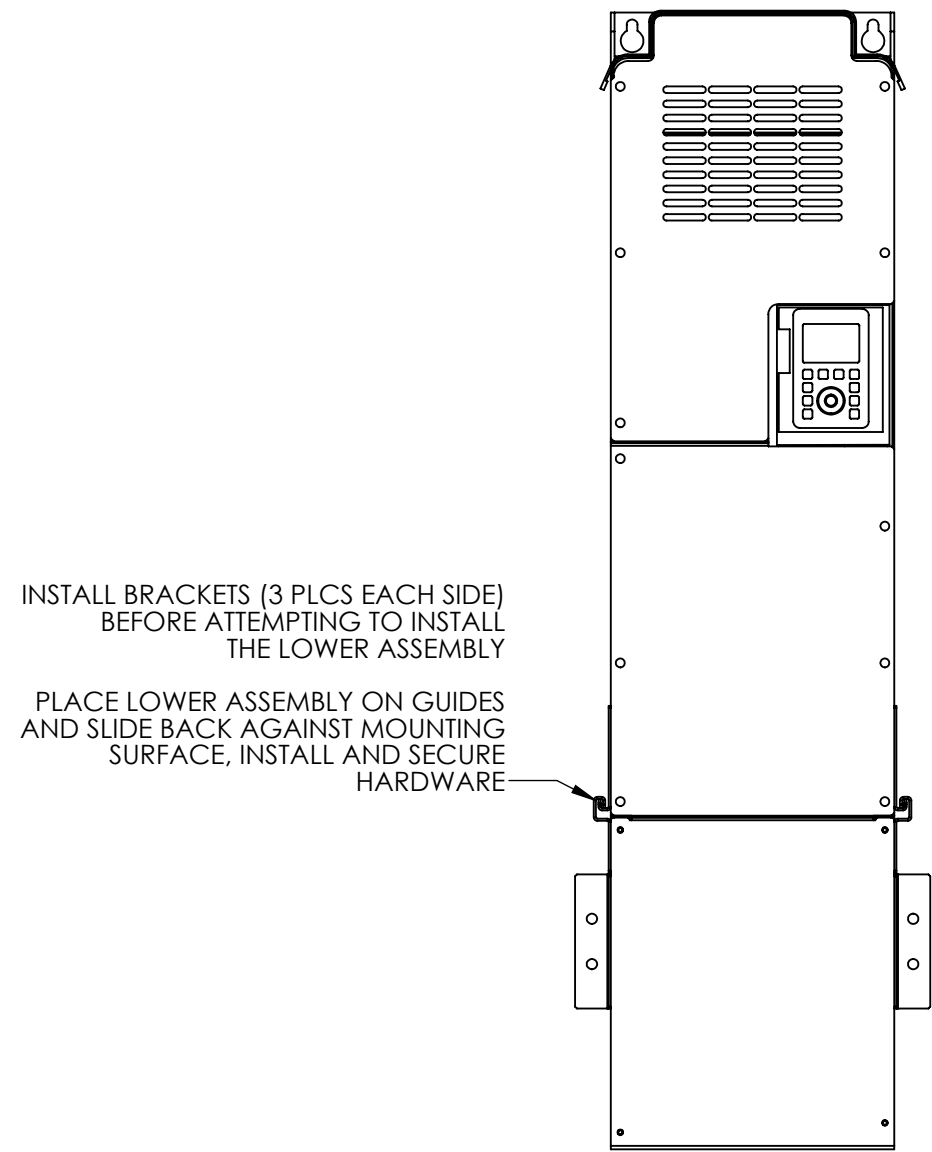 INSTALL BRACKETS (3 PLCS EACH SIDE)
BEFORE ATTEMPTING TO INSTALL
THE LOWER ASSEMBLY
PLACE LOWER ASSEMBLY ON GUIDES
AND SLIDE BACK AGAINST MOUNTING
SURFACE, INSTALL AND SECURE
HARDWARE